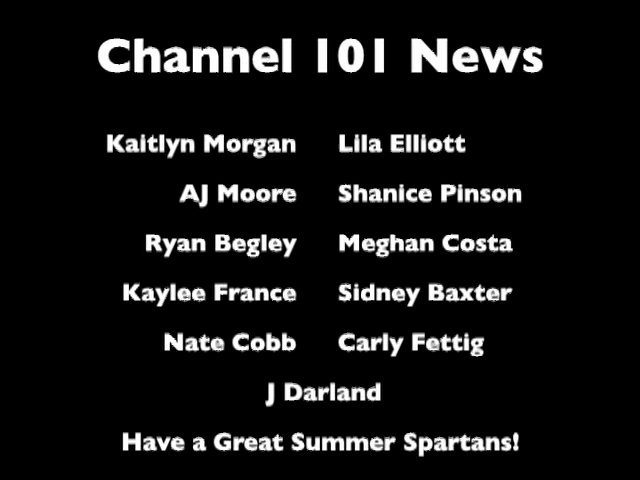 Channel 101 News
Kaitlyn Morgan Lila Elliott
AJ Moore Shanice Pinson
Ryan Begley Meghan Costa
Kaylee France Sidney Baxter
Nate Cobb Carly Fettig
J Darland
Have a Great Summer Spartans!